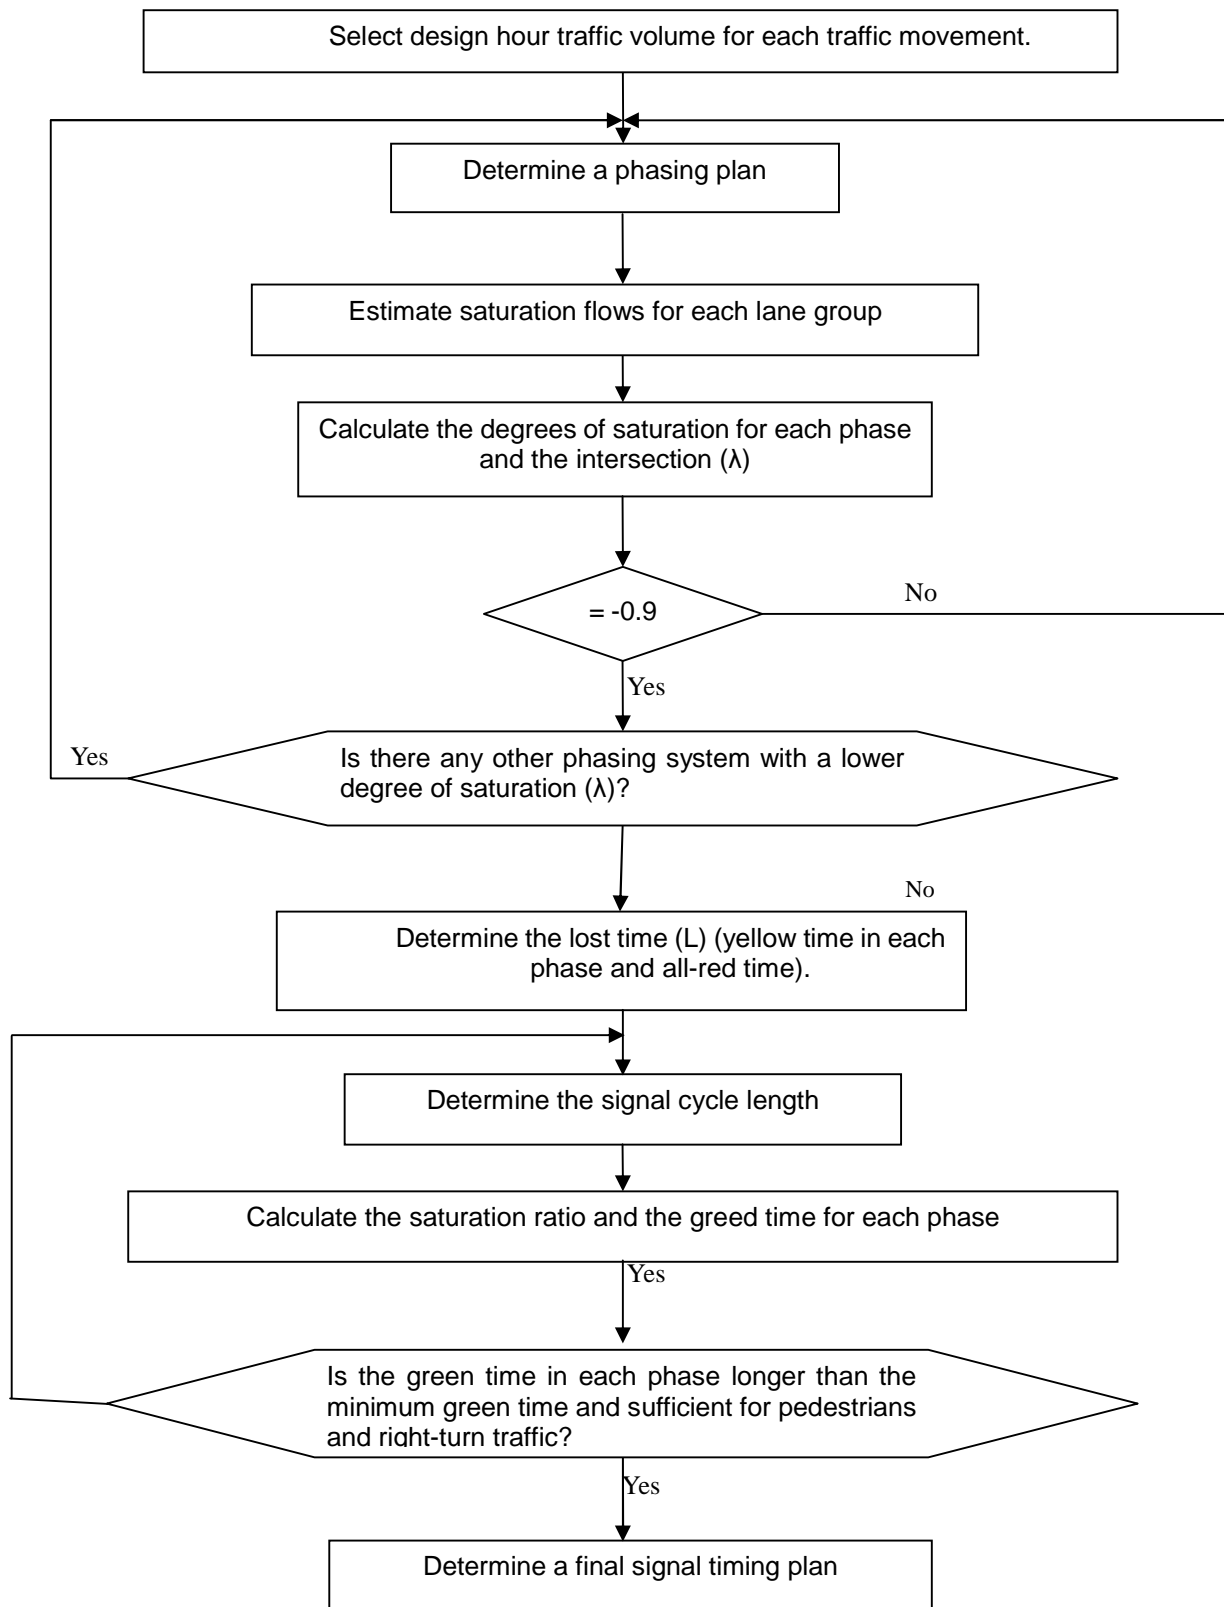 Select design hour traffic volume for each traffic movement.
Determine a phasing plan
Estimate saturation flows for each lane group
Calculate the degrees of saturation for each phase
and the intersection (λ)
= -0.9
No
Yes
Yes
Is there any other phasing system with a lower
degree of saturation (λ)?
No
Determine the lost time (L) (yellow time in each
phase and all-red time).
Determine the signal cycle length
Calculate the saturation ratio and the greed time for each phase
Yes
Is the green time in each phase longer than the
minimum green time and sufficient for pedestrians
and right-turn traffic?
Yes
Determine a final signal timing plan